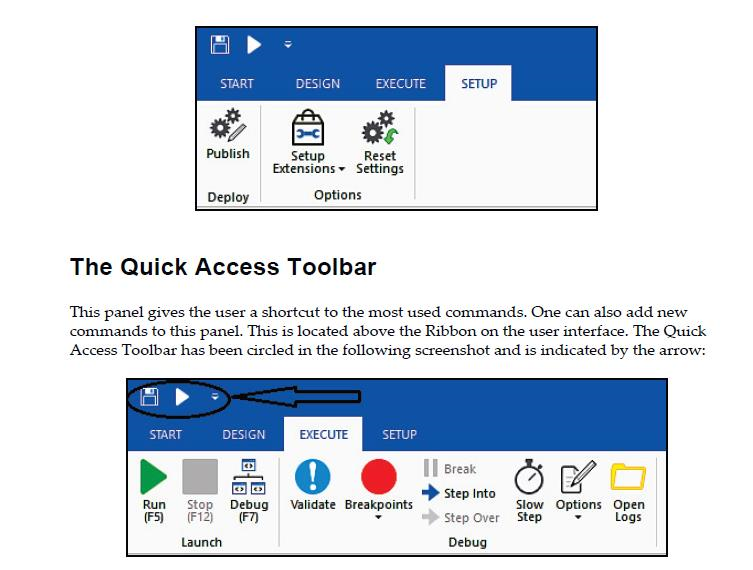 START DESIGN EXECUTE SETUP
Publish
Setup Extensions
Reset Settings
Deploy
Options
The Quick Access Toolbar
This panel gives the user a shortcut to the most used commands. One can also add new
commands to this panel. This is located above the Ribbon on the user interface. The Quick
Access Toolbar has been circled in the following screenshot and is indicated by the arrow:
START DESIGN EXECUTE SETUP
Run
(F5)
Stop
(F12)
Debug
(F7)
Validate
Breakpoints
Break
Step Into
Step Over
Slow
Step
Options
Open
Logs
Launch
Debug